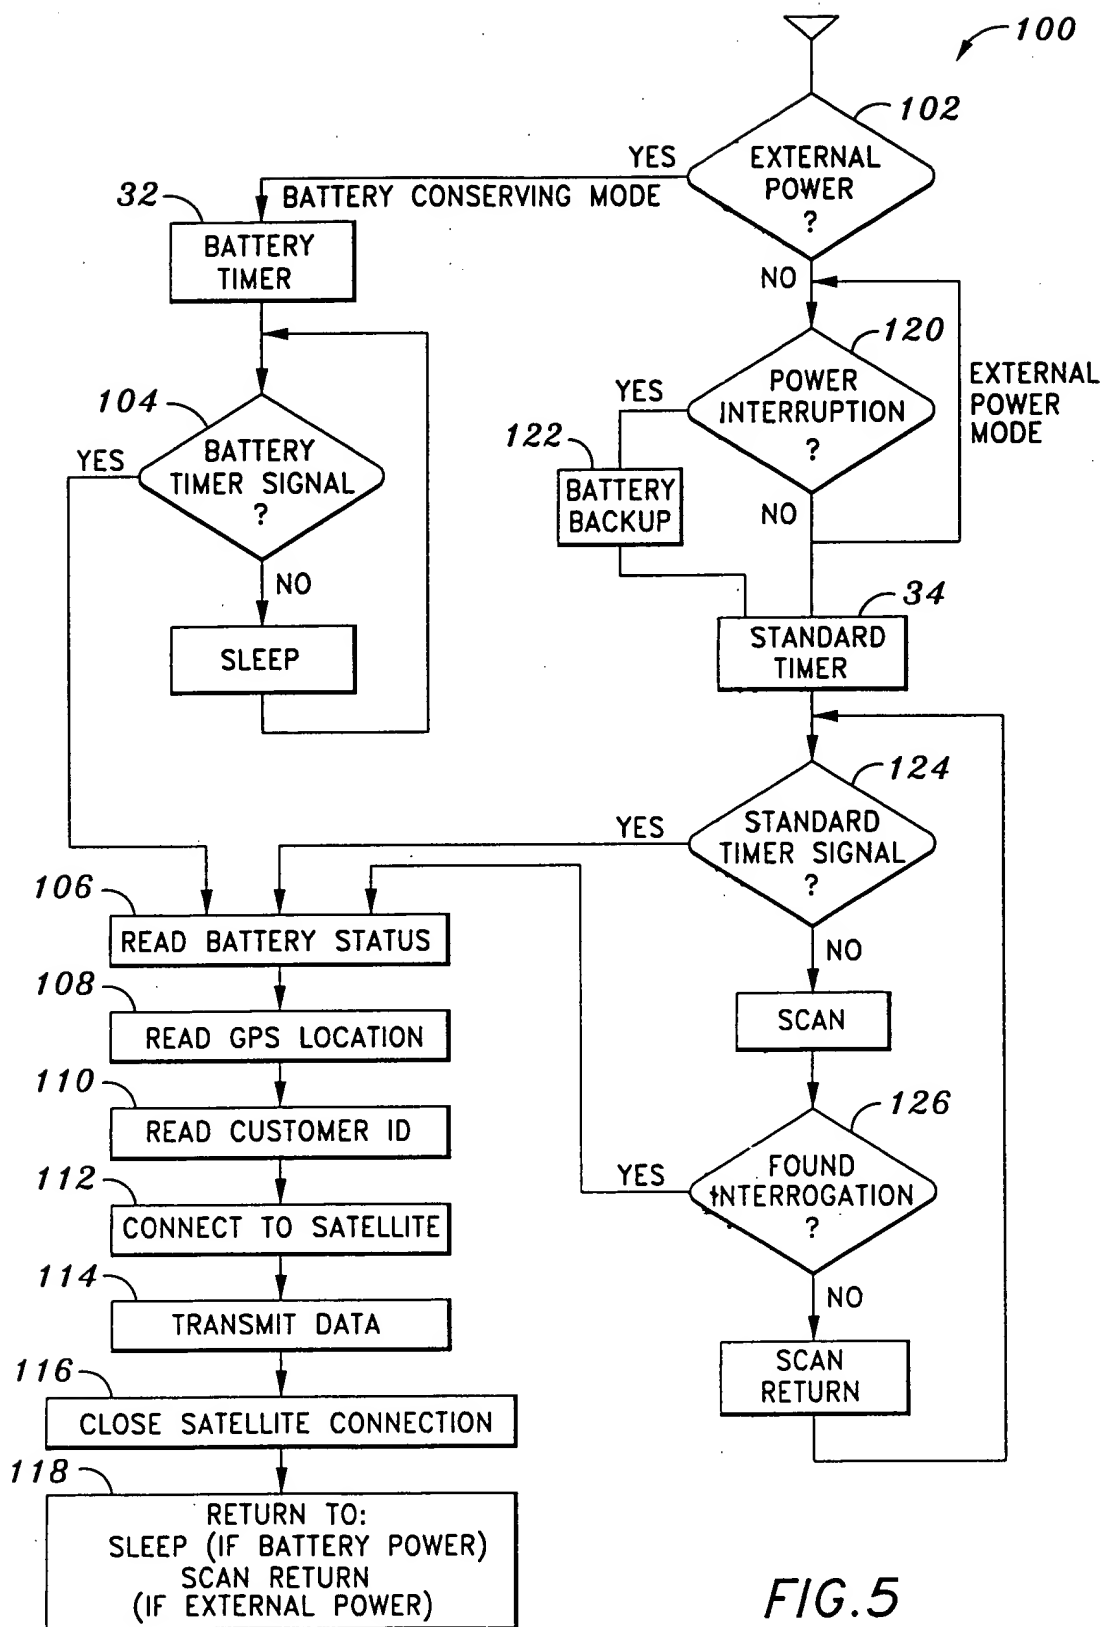 100
102
EXTERNAL
POWER
?
YES
BATTERY CONSERVING MODE
NO
32
BATTERY
TIMER
104
BATTERY
TIMER SIGNAL
?
YES
NO
SLEEP
120
POWER
INTERRUPTION
?
YES
NO
EXTERNAL
POWER
MODE
122
BATTERY
BACKUP
34
STANDARD
TIMER
124
STANDARD
TIMER SIGNAL
?
YES
NO
SCAN
126
FOUND
INTERROGATION
?
YES
NO
SCAN
RETURN
106
READ BATTERY STATUS
108
READ GPS LOCATION
110
READ CUSTOMER ID
112
CONNECT TO SATELLITE
114
TRANSMIT DATA
116
CLOSE SATELLITE CONNECTION
118
RETURN TO:
SLEEP (IF BATTERY POWER)
SCAN RETURN
(IF EXTERNAL POWER)
FIG.5